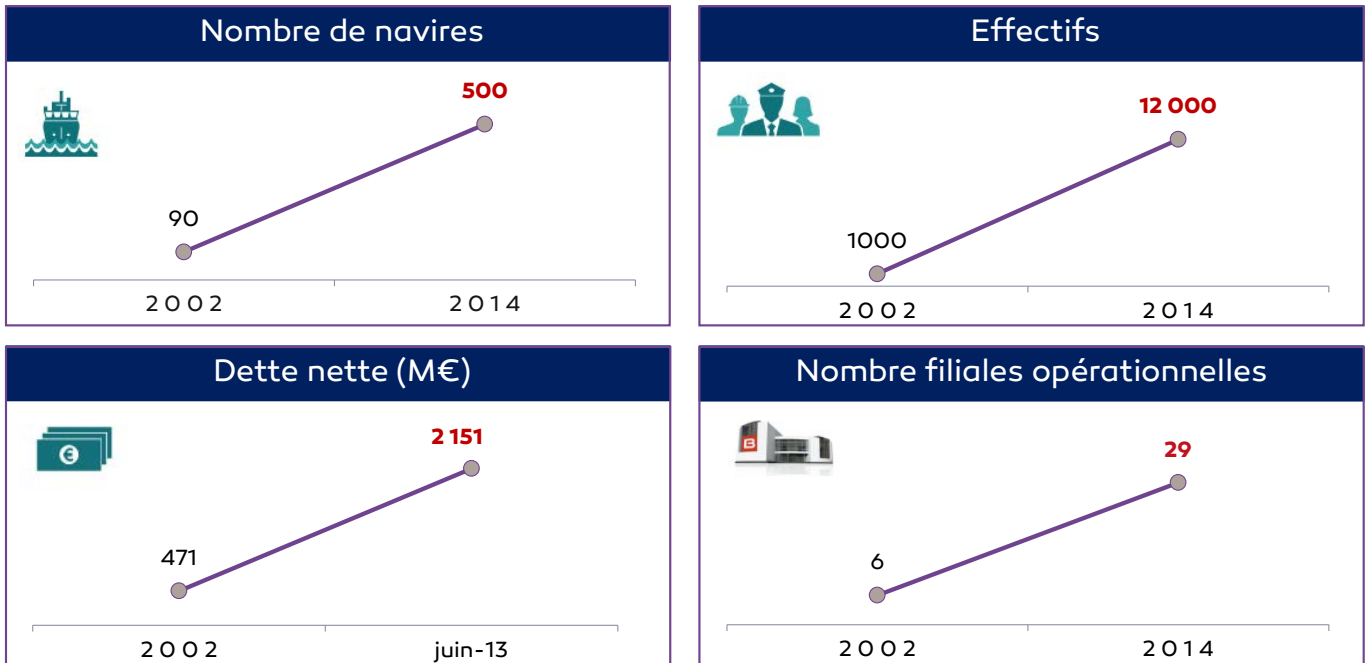 Nombre de navires
500
90
2002
2014
Effectifs
12 000
1000
2002
2014
Dette nette (M€)
2 151
471
2002
juin-13
Nombre filiales opérationnelles
B
29
6
2002
2014